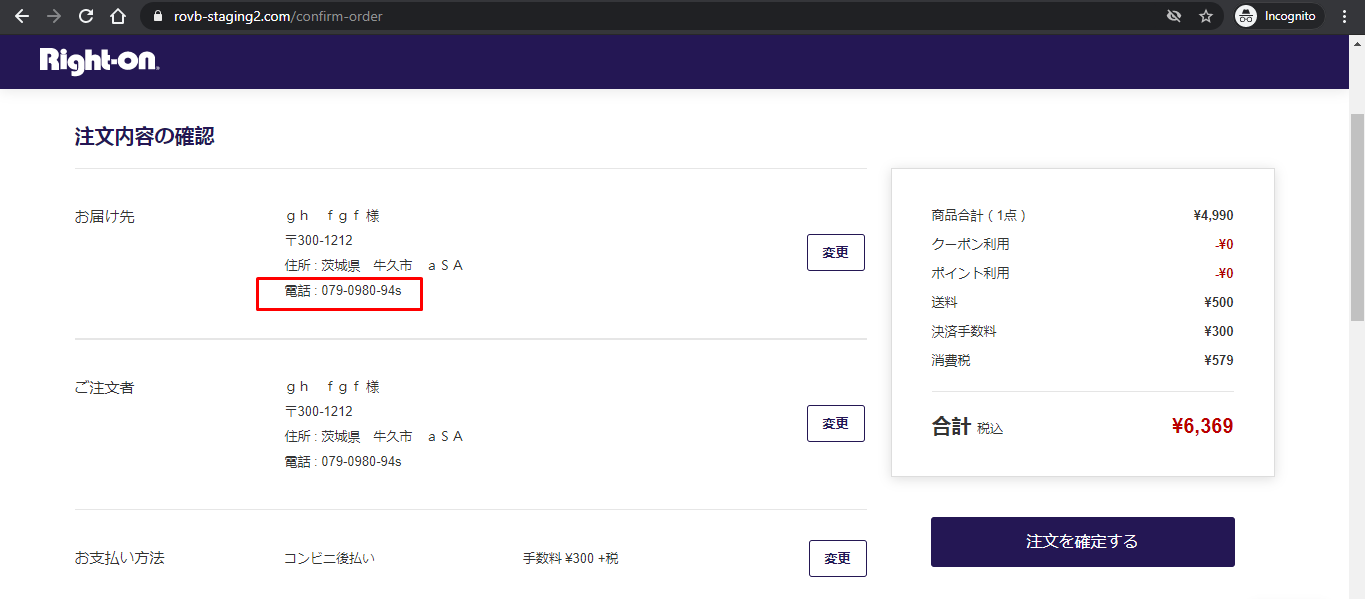 rovb-staging2.com/confirm-order
Incognito
Right-on.
注文内容の確認
お届け先
ｇｈ　ｆｇｆ 様
〒300-1212
住所 : 茨城県　牛久市　ａＳＡ
電話 : 079-0980-94s
変更
ご注文者
ｇｈ　ｆｇｆ 様
〒300-1212
住所 : 茨城県　牛久市　ａＳＡ
電話 : 079-0980-94s
変更
お支払い方法
コンビニ後払い
手数料 ¥300 +税
変更
商品合計 ( 1点 ) ¥4,990
クーポン利用 -¥0
ポイント利用 -¥0
送料 ¥500
決済手数料 ¥300
消費税 ¥579
合計 税込 ¥6,369
注文を確定する